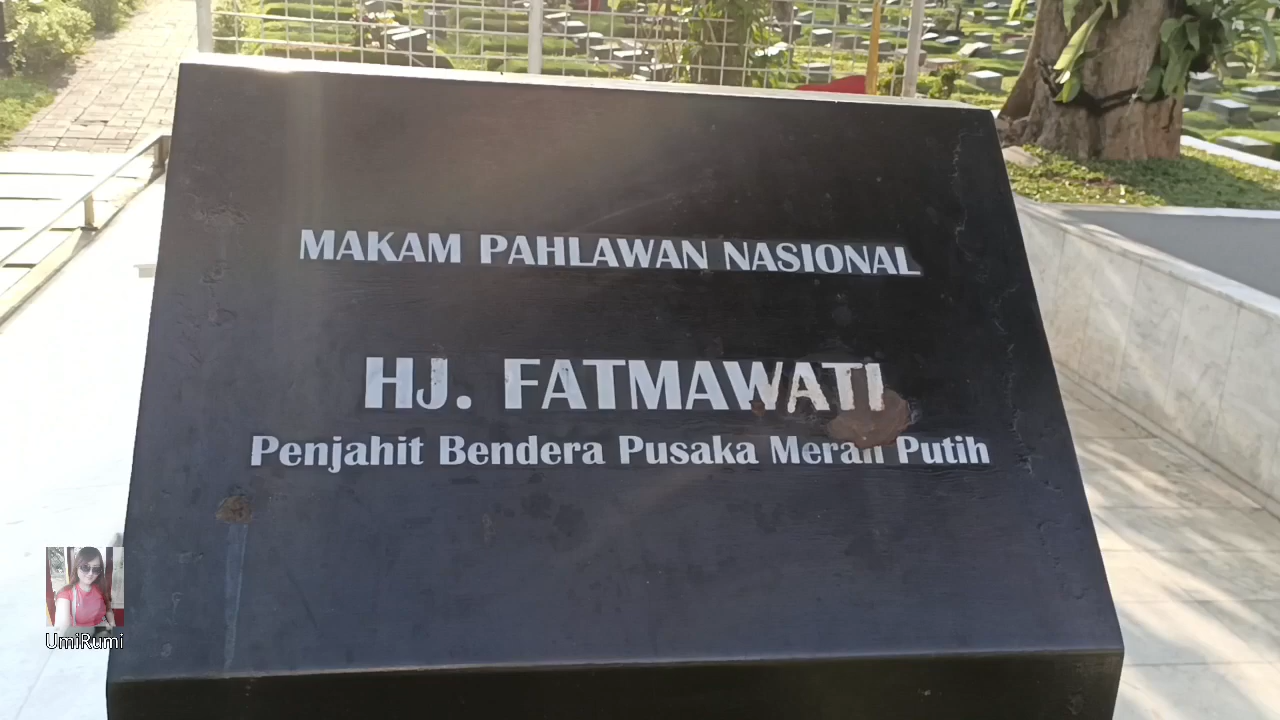 MAKAM PAHLAWAN NASIONAL
HJ. FATMAWATI
Penjahit Bendera Pusaka Merah Putih
UmiRumi